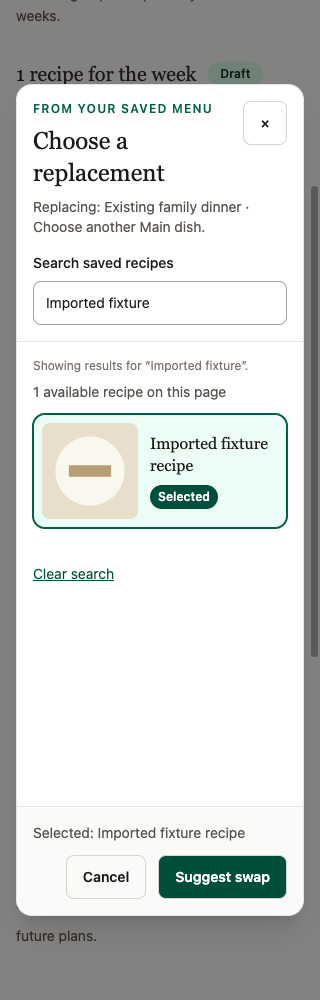 weeks.
1 recipe for the week
Draft
FROM YOUR SAVED MENU
×
Choose a
replacement
Replacing: Existing family dinner ·
Choose another Main dish.
Search saved recipes
Imported fixture
Showing results for “Imported fixture”.
1 available recipe on this page
Imported fixture
recipe
Selected
Clear search
Selected: Imported fixture recipe
Cancel
Suggest swap
future plans.